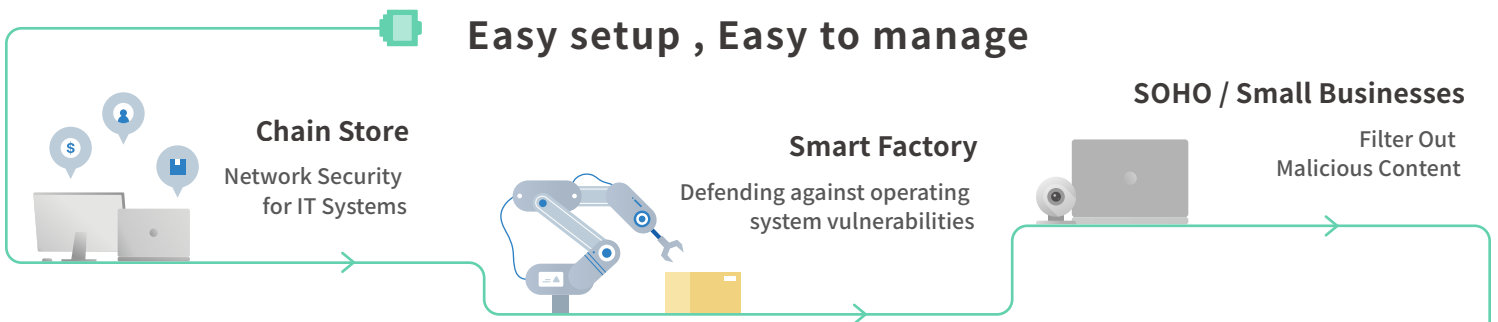 Easy setup , Easy to manage
Chain Store
Network Security
for IT Systems
$
Smart Factory
Defending against operating
system vulnerabilities
SOHO / Small Businesses
Filter Out
Malicious Content